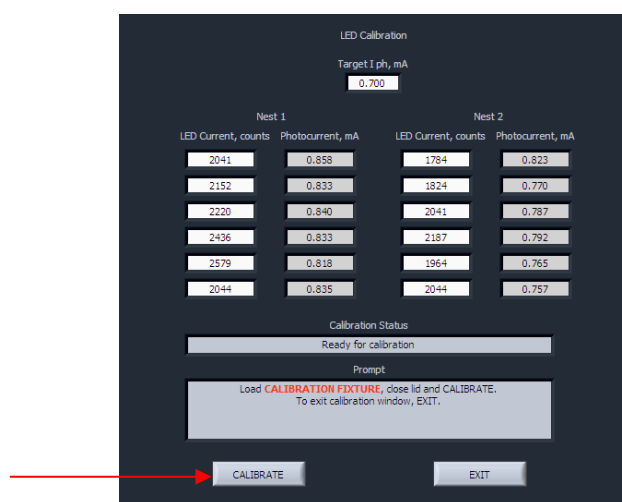 LED Calibration
Target I ph, mA
0.700
Nest 1 Nest 2
LED Current, counts Photocurrent, mA LED Current, counts Photocurrent, mA
2041 0.858 1784 0.823
2152 0.833 1824 0.770
2220 0.840 2041 0.787
2436 0.833 2187 0.792
2579 0.818 1964 0.765
2044 0.835 2044 0.757
Calibration Status
Ready for calibration
Prompt
Load CALIBRATION FIXTURE, close lid and CALIBRATE.
To exit calibration window, EXIT.
CALIBRATE EXIT